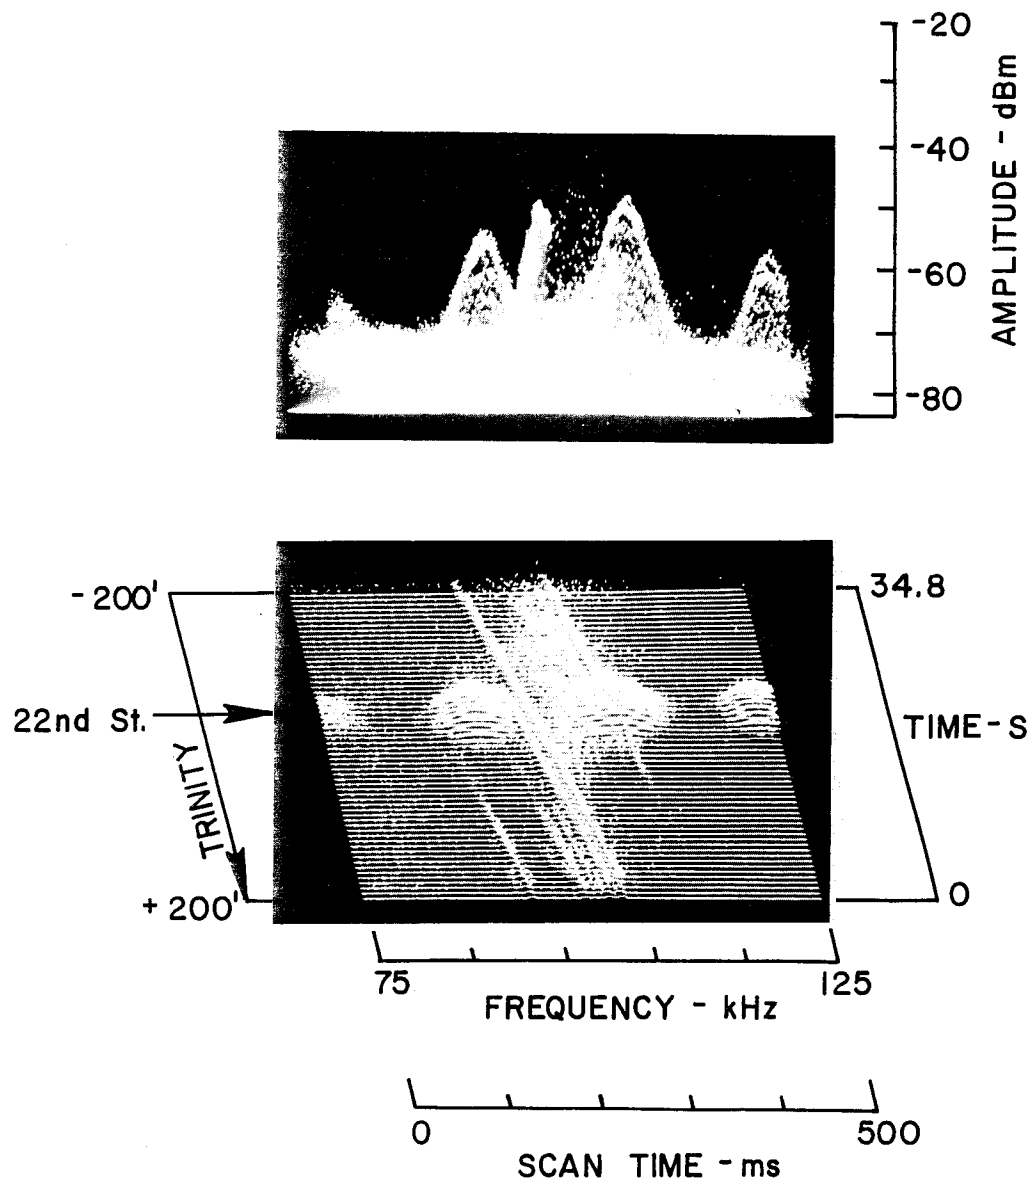 -20
-40
-60
-80
AMPLITUDE - dBm
-200'
34.8
22nd St.
TIME-S
TRINITY
+200'
0
75
125
FREQUENCY - kHz
0
500
SCAN TIME - ms